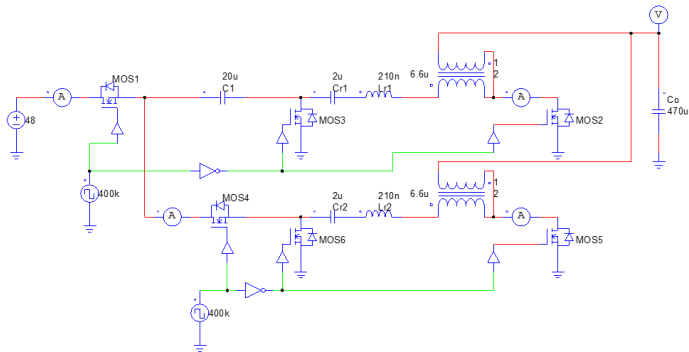 V
MOS1
20u
C1
2u
Cr1
210n
Lr1
6.6u
1
2
A
A
48
MOS3
MOS2
Co
470u
400k
MOS4
2u
Cr2
210n
Lr2
6.6u
1
2
A
A
MOS6
MOS5
400k